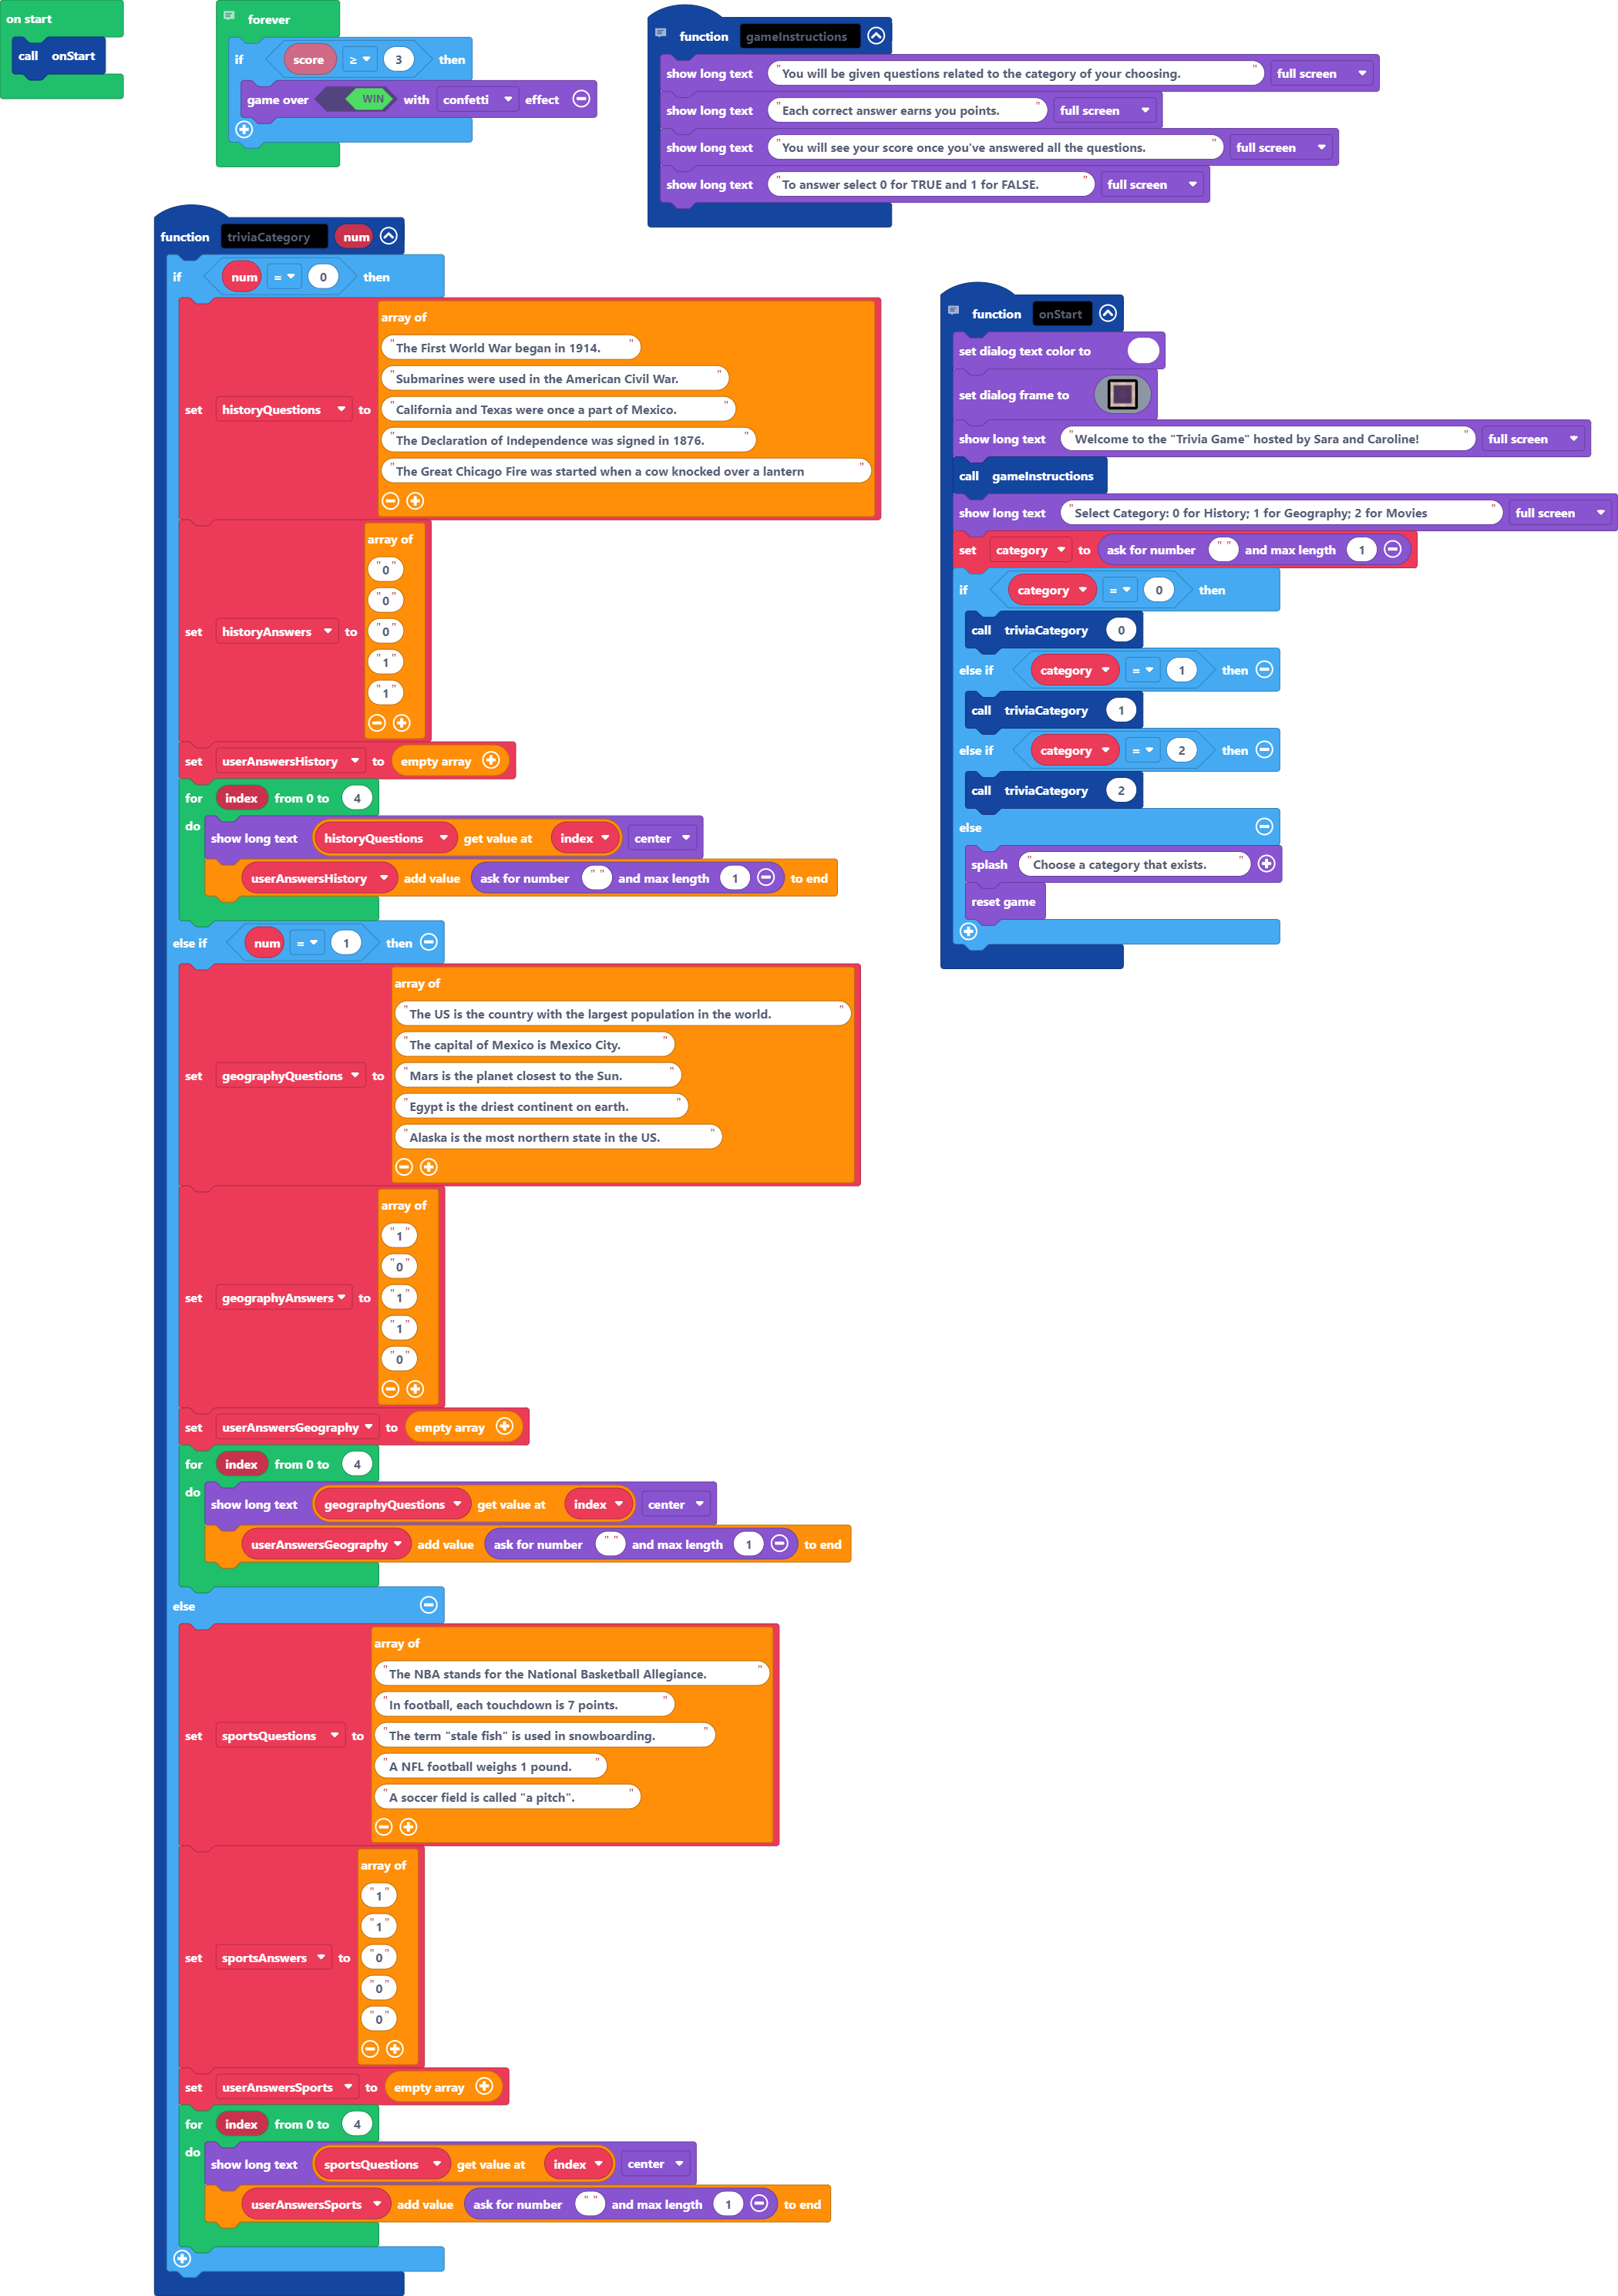 on start
call onStart
forever
if score ≥ 3 then
game over WIN with confetti effect
function gameInstructions
show long text "You will be given questions related to the category of your choosing." full screen
show long text "Each correct answer earns you points." full screen
show long text "You will see your score once you've answered all the questions." full screen
show long text "To answer select 0 for TRUE and 1 for FALSE." full screen
function triviaCategory num
if num = 0 then
set historyQuestions to array of
"The First World War began in 1914."
"Submarines were used in the American Civil War."
"California and Texas were once a part of Mexico."
"The Declaration of Independence was signed in 1876."
"The Great Chicago Fire was started when a cow knocked over a lantern"
set historyAnswers to array of
"0"
"0"
"0"
"1"
"1"
set userAnswersHistory to empty array
for index from 0 to 4
do
show long text historyQuestions get value at index center
userAnswersHistory add value ask for number "" and max length 1 to end
else if num = 1 then
set geographyQuestions to array of
"The US is the country with the largest population in the world."
"The capital of Mexico is Mexico City."
"Mars is the planet closest to the Sun."
"Egypt is the driest continent on earth."
"Alaska is the most northern state in the US."
set geographyAnswers to array of
"1"
"0"
"1"
"1"
"0"
set userAnswersGeography to empty array
for index from 0 to 4
do
show long text geographyQuestions get value at index center
userAnswersGeography add value ask for number "" and max length 1 to end
else
set sportsQuestions to array of
"The NBA stands for the National Basketball Allegiance."
"In football, each touchdown is 7 points."
"The term "stale fish" is used in snowboarding."
"A NFL football weighs 1 pound."
"A soccer field is called "a pitch"."
set sportsAnswers to array of
"1"
"1"
"0"
"0"
"0"
set userAnswersSports to empty array
for index from 0 to 4
do
show long text sportsQuestions get value at index center
userAnswersSports add value ask for number "" and max length 1 to end
function onStart
set dialog text color to
set dialog frame to
show long text "Welcome to the "Trivia Game" hosted by Sara and Caroline!" full screen
call gameInstructions
show long text "Select Category: 0 for History; 1 for Geography; 2 for Movies" full screen
set category to ask for number "" and max length 1
if category = 0 then
call triviaCategory 0
else if category = 1 then
call triviaCategory 1
else if category = 2 then
call triviaCategory 2
else
splash "Choose a category that exists."
reset game